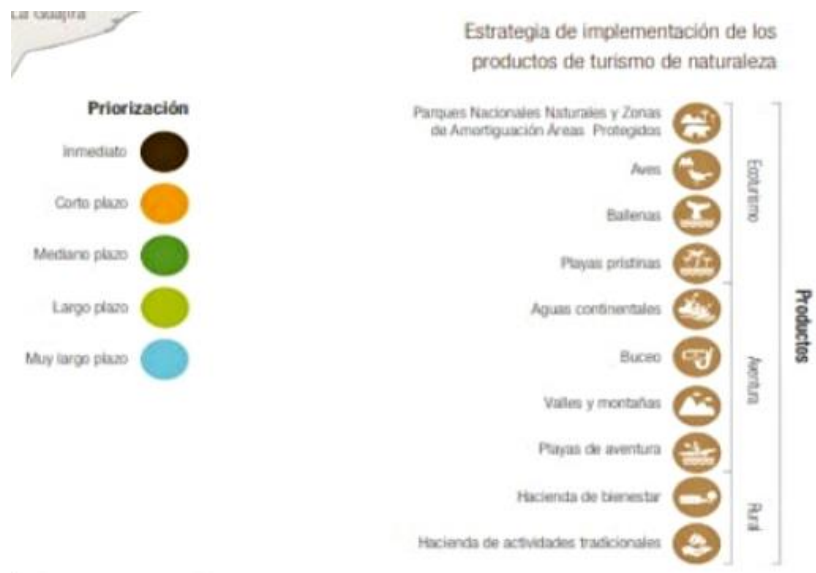 La Guajira
Estrategia de implementación de los
productos de turismo de naturaleza
Priorización
Inmediato
Corto plazo
Mediano plazo
Largo plazo
Muy largo plazo
Parques Nacionales Naturales y Zonas
de Amortiguación Áreas Protegidos
Aves
Ballenas
Playas prístinas
Aguas continentales
Buceo
Valles y montañas
Playas de aventura
Hacienda de bienestar
Hacienda de actividades tradicionales
Ecoturismo
Aventura
Rural
Productos